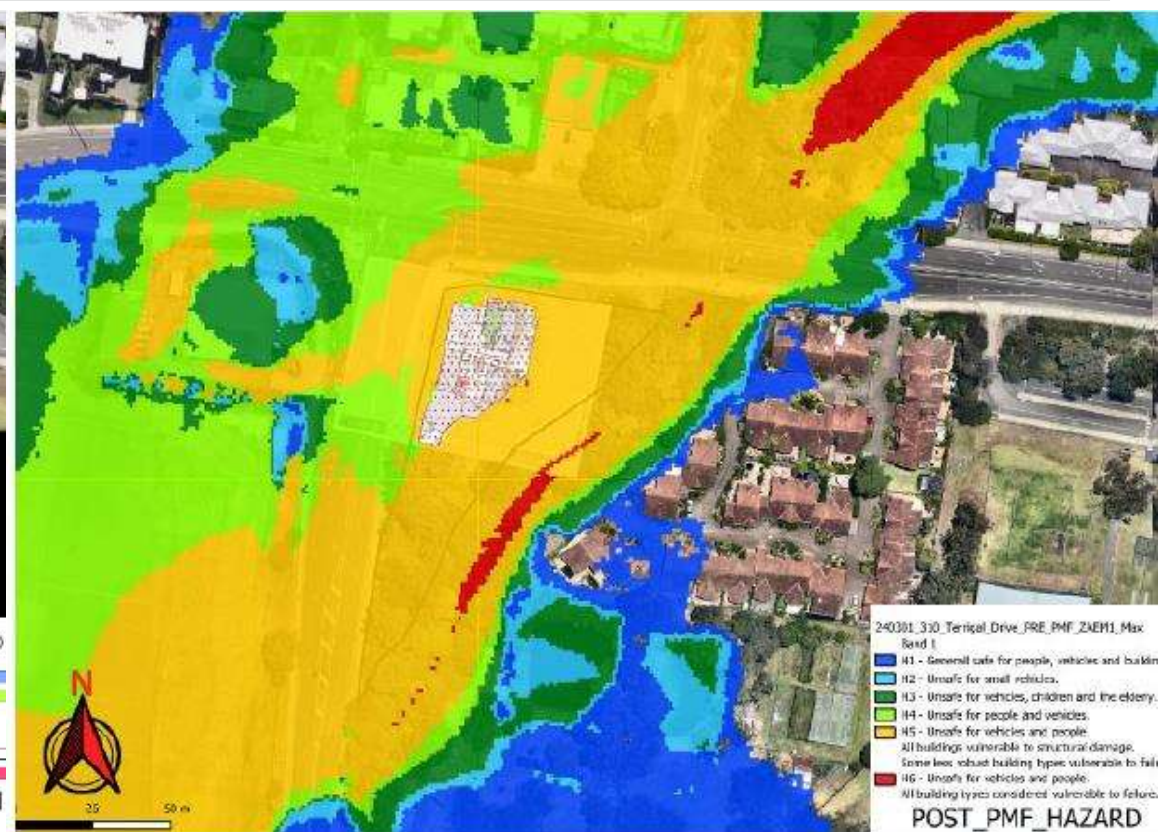 N
25 50 m
240301_310_Terrigal_Drive_PRE_PMF_ZAEM1_Max
Band 1
H1 - Generall safe for people, vehicles and buildin
H2 - Unsafe for small vehicles.
H3 - Unsafe for vehicles, children and the elderly.
H4 - Unsafe for people and vehicles.
H5 - Unsafe for vehicles and people
All buildings vulnerable to structural damage.
Some less robust building types vulnerable to failu
H6 - Unsafe for vehicles and people.
All building types considered vulnerable to failure.
POST_PMF_HAZARD